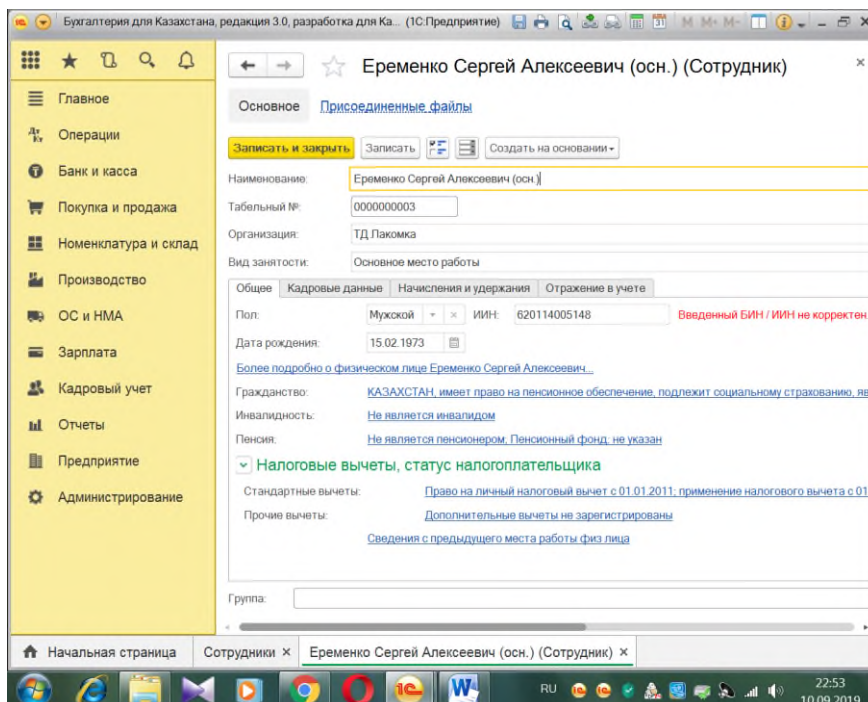 Бухгалтерия для Казахстана, редакция 3.0, разработка для Ка... (1С:Предприятие) M M+ M-
Еременко Сергей Алексеевич (осн.) (Сотрудник)
Основное Присоединенные файлы
Записать и закрыть Записать Создать на основании
Наименование: Еременко Сергей Алексеевич (осн.)
Табельный №: 0000000003
Организация: ТД Лакомка
Вид занятости: Основное место работы
Общее Кадровые данные Начисления и удержания Отражение в учете
Пол: Мужской ИИН: 620114005148 Введенный БИН / ИИН не корректен
Дата рождения: 15.02.1973
Более подробно о физическом лице Еременко Сергей Алексеевич...
Гражданство: КАЗАХСТАН, имеет право на пенсионное обеспечение, подлежит социальному страхованию, яв
Инвалидность: Не является инвалидом
Пенсия: Не является пенсионером, Пенсионный фонд: не указан
Налоговые вычеты, статус налогоплательщика
Стандартные вычеты: Право на личный налоговый вычет с 01.01.2011; применение налогового вычета с 01
Прочие вычеты: Дополнительные вычеты не зарегистрированы
Сведения с предыдущего места работы физ лица
Группа:
Главное
Операции
Банк и касса
Покупка и продажа
Номенклатура и склад
Производство
ОС и НМА
Зарплата
Кадровый учет
Отчеты
Предприятие
Администрирование
Начальная страница Сотрудники × Еременко Сергей Алексеевич (осн.) (Сотрудник) ×
RU 22:53
10.09.2019